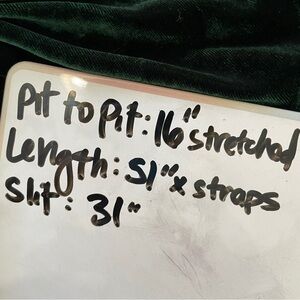 Pit to Pit: 16" stretched
Length: 51" x straps
Slit: 31"